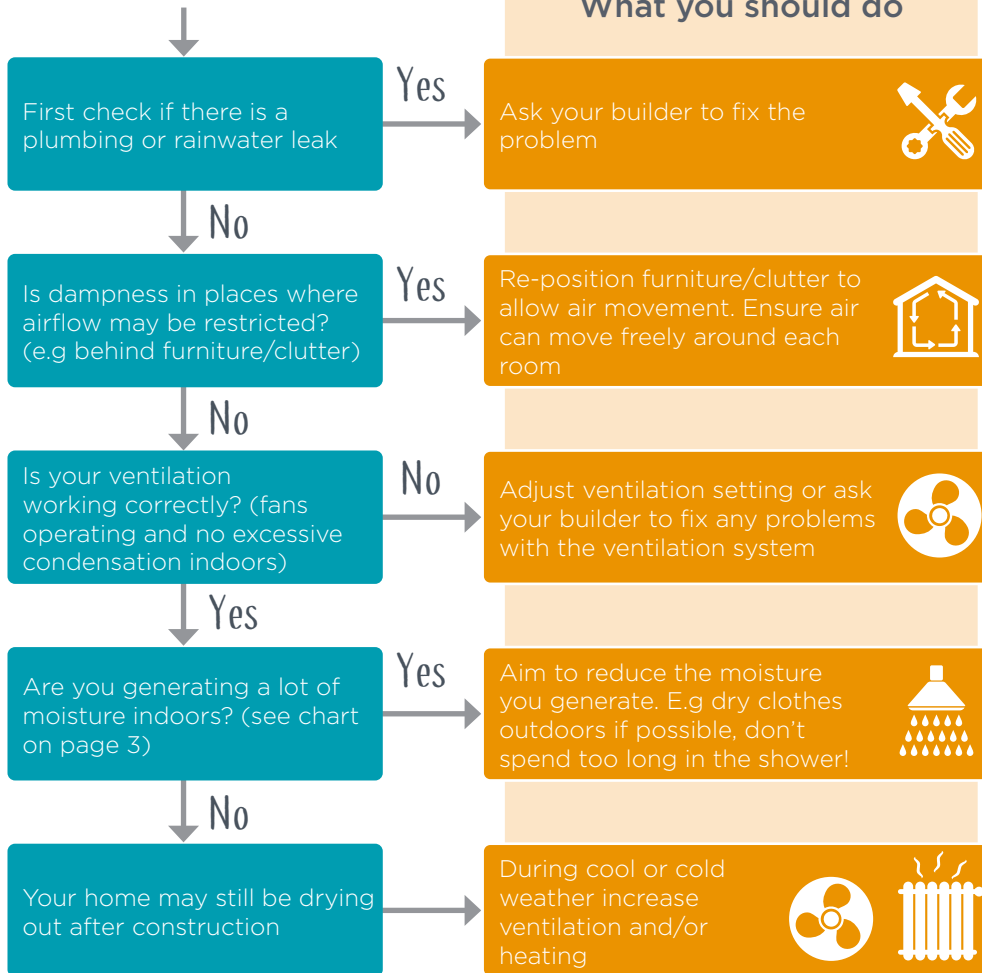 What you should do
First check if there is a
plumbing or rainwater leak
Yes
Ask your builder to fix the
problem
No
Is dampness in places where
airflow may be restricted?
(e.g behind furniture/clutter)
Yes
Re-position furniture/clutter to
allow air movement. Ensure air
can move freely around each
room
No
Is your ventilation
working correctly? (fans
operating and no excessive
condensation indoors)
No
Adjust ventilation setting or ask
your builder to fix any problems
with the ventilation system
Yes
Are you generating a lot of
moisture indoors? (see chart
on page 3)
Yes
Aim to reduce the moisture
you generate. E.g dry clothes
outdoors if possible, don’t
spend too long in the shower!
No
Your home may still be drying
out after construction
During cool or cold
weather increase
ventilation and/or
heating